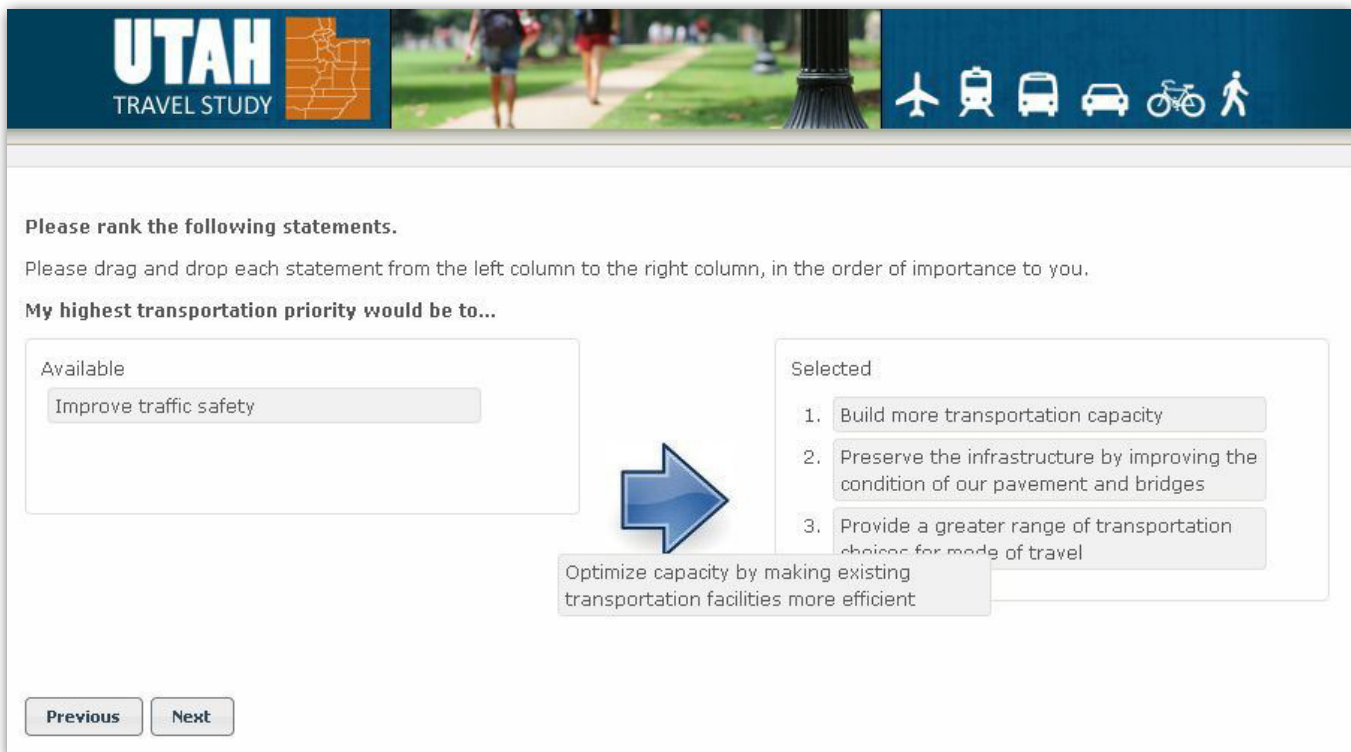 UTAH
TRAVEL STUDY
Please rank the following statements.
Please drag and drop each statement from the left column to the right column, in the order of importance to you.
My highest transportation priority would be to...
Available
Improve traffic safety
Selected
1. Build more transportation capacity
2. Preserve the infrastructure by improving the
condition of our pavement and bridges
3. Provide a greater range of transportation
choices for mode of travel
Optimize capacity by making existing
transportation facilities more efficient
Previous
Next